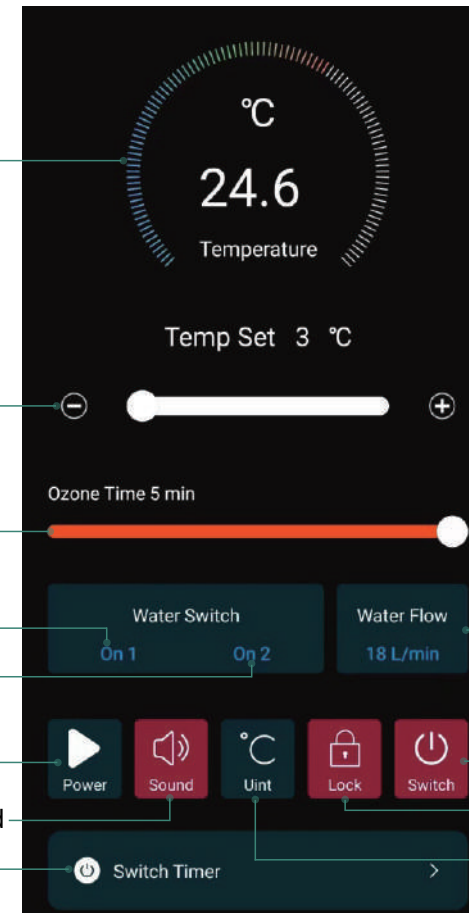 °C
24.6
Temperature
Temp Set 3 °C
Ozone Time 5 min
Water Switch
On 1 On 2
Water Flow
18 L/min
Power
Sound
°C
Uint
Lock
Switch
d
Switch Timer